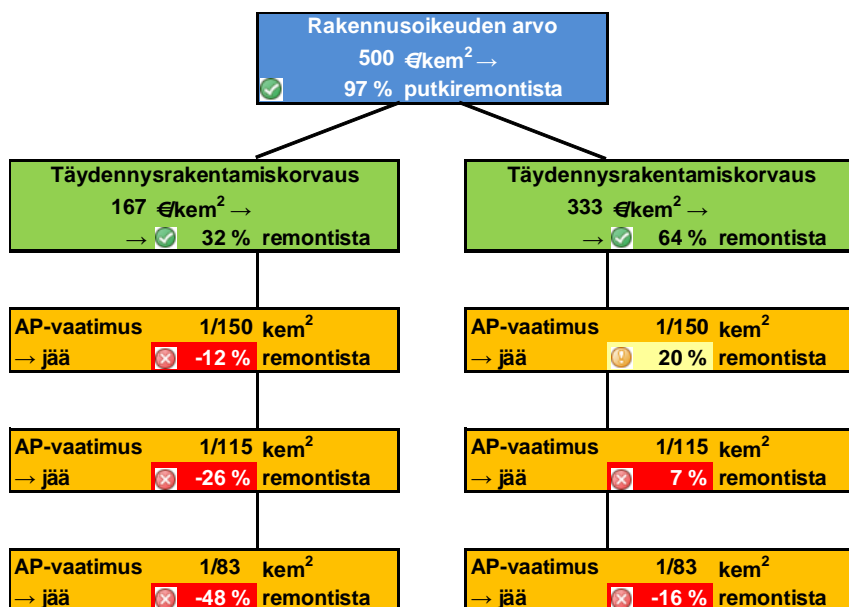 Rakennusoikeuden arvo
500 €/kem² →
97 % putkiremontista
Täydennysrakentamiskorvaus
167 €/kem² →
→ 32 % remontista
Täydennysrakentamiskorvaus
333 €/kem² →
→ 64 % remontista
AP-vaatimus 1/150 kem²
→ jää -12 % remontista
AP-vaatimus 1/150 kem²
→ jää 20 % remontista
AP-vaatimus 1/115 kem²
→ jää -26 % remontista
AP-vaatimus 1/115 kem²
→ jää 7 % remontista
AP-vaatimus 1/83 kem²
→ jää -48 % remontista
AP-vaatimus 1/83 kem²
→ jää -16 % remontista